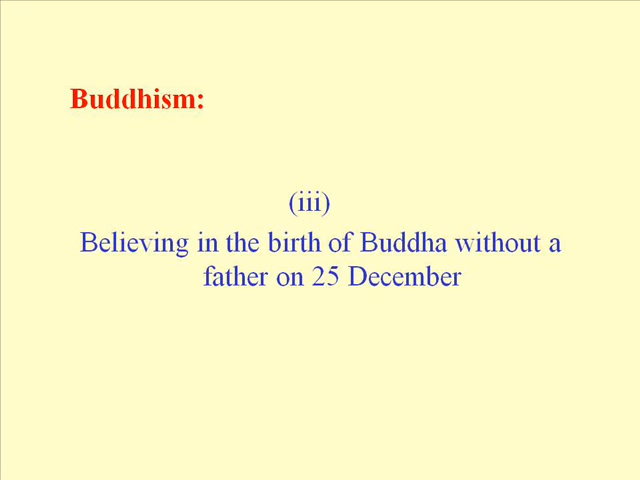 Buddhism:
(iii)
Believing in the birth of Buddha without a
father on 25 December